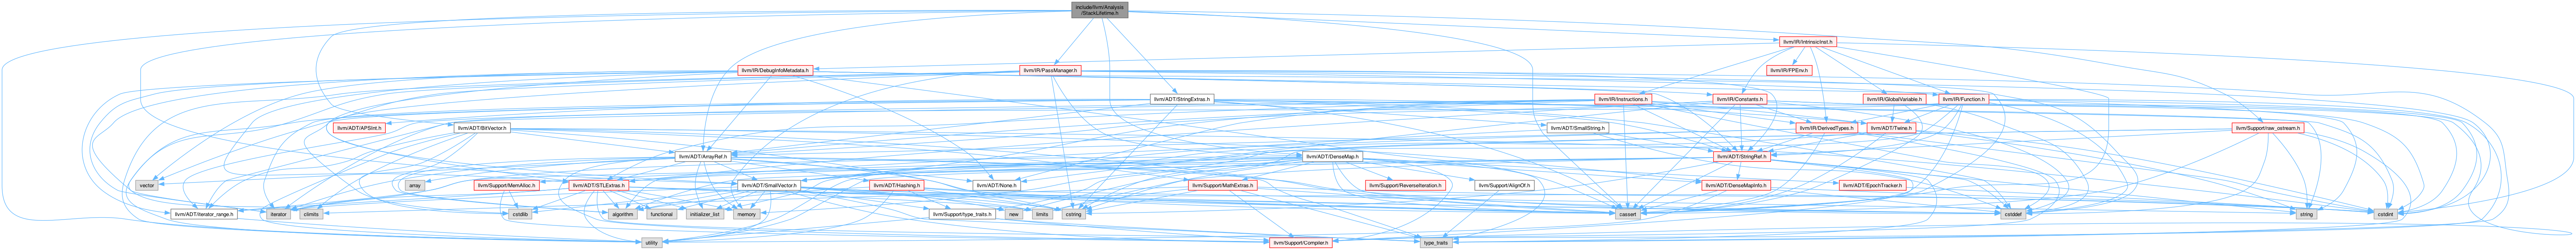 include/llvm/Analysis
/StackLifetime.h
llvm/IR/IntrinsicInst.h
llvm/IR/DebugInfoMetadata.h
llvm/IR/PassManager.h
llvm/IR/FPEnv.h
llvm/ADT/StringExtras.h
llvm/IR/Instructions.h
llvm/IR/Constants.h
llvm/IR/GlobalVariable.h
llvm/IR/Function.h
llvm/ADT/APSInt.h
llvm/ADT/BitVector.h
llvm/ADT/SmallString.h
llvm/IR/DerivedTypes.h
llvm/ADT/Twine.h
llvm/Support/raw_ostream.h
llvm/ADT/ArrayRef.h
llvm/ADT/DenseMap.h
llvm/ADT/StringRef.h
vector
array
llvm/Support/MemAlloc.h
llvm/ADT/STLExtras.h
llvm/ADT/SmallVector.h
llvm/ADT/Hashing.h
llvm/ADT/None.h
llvm/Support/MathExtras.h
llvm/Support/ReverseIteration.h
llvm/Support/AlignOf.h
llvm/ADT/DenseMapInfo.h
llvm/ADT/EpochTracker.h
llvm/ADT/iterator_range.h
iterator
climits
cstdlib
algorithm
functional
initializer_list
memory
llvm/Support/type_traits.h
new
limits
cstring
cassert
cstddef
string
cstdint
utility
llvm/Support/Compiler.h
type_traits